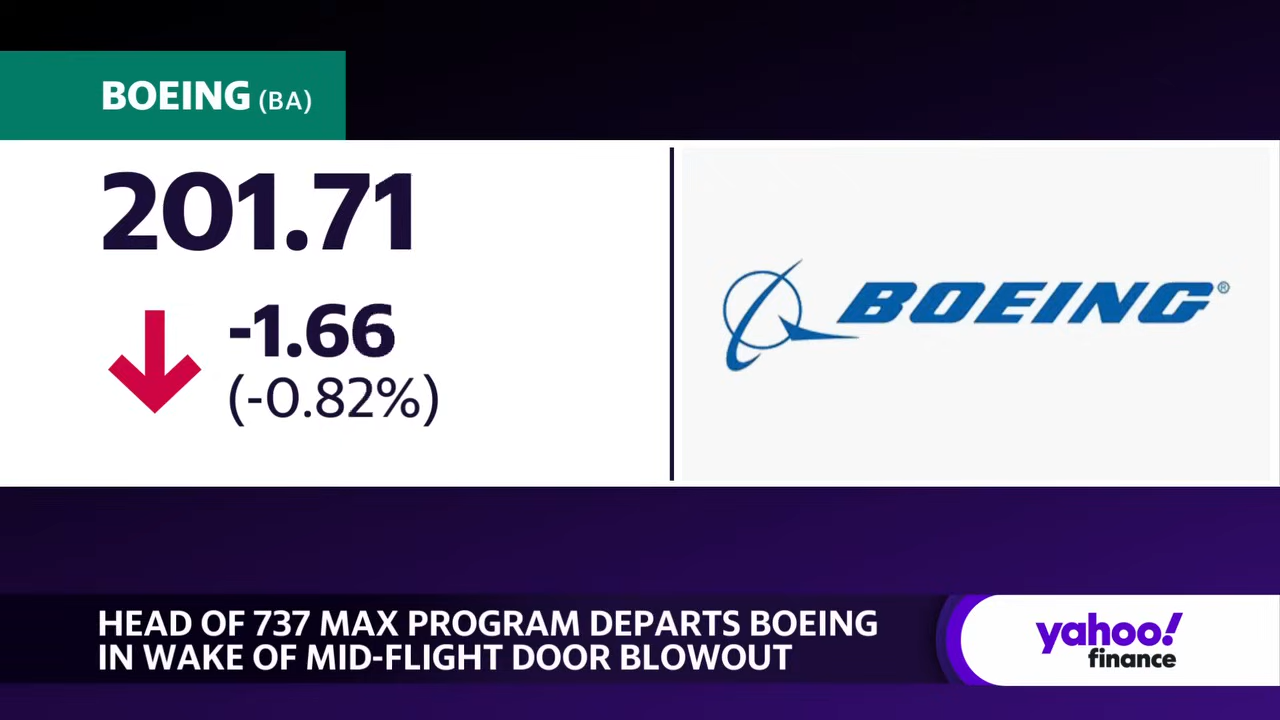 BOEING (BA)
201.71
-1.66
(-0.82%)
BOEING®
HEAD OF 737 MAX PROGRAM DEPARTS BOEING
IN WAKE OF MID-FLIGHT DOOR BLOWOUT
yahoo!
finance